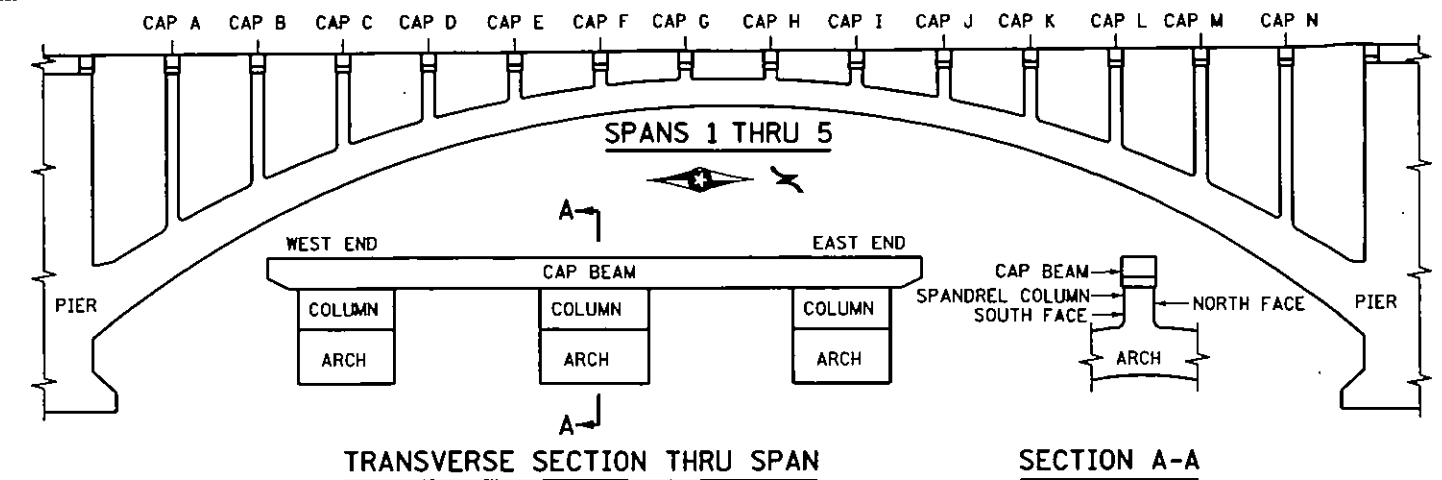 CAP A CAP B CAP C CAP D CAP E CAP F CAP G CAP H CAP I CAP J CAP K CAP L CAP M CAP N
SPANS 1 THRU 5
A
WEST END EAST END
CAP BEAM
CAP BEAM
SPANDREL COLUMN
SOUTH FACE
NORTH FACE
PIER
COLUMN COLUMN COLUMN
PIER
ARCH ARCH ARCH
ARCH
A
TRANSVERSE SECTION THRU SPAN
SECTION A-A